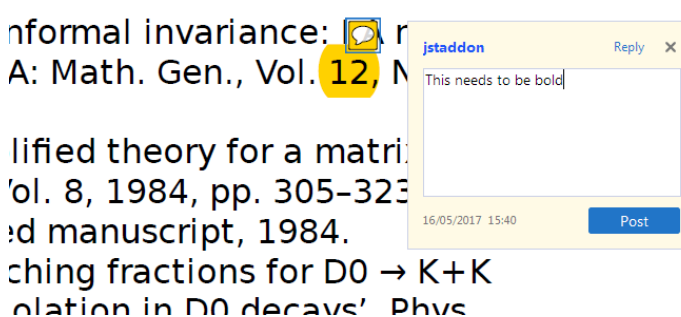 nformal invariance:
A: Math. Gen., Vol. 12, N
lified theory for a matri
ol. 8, 1984, pp. 305–323
ed manuscript, 1984.
ching fractions for D0 → K+K
olation in D0 decays’, Phys
jstaddon Reply ×
This needs to be bold
16/05/2017 15:40 Post